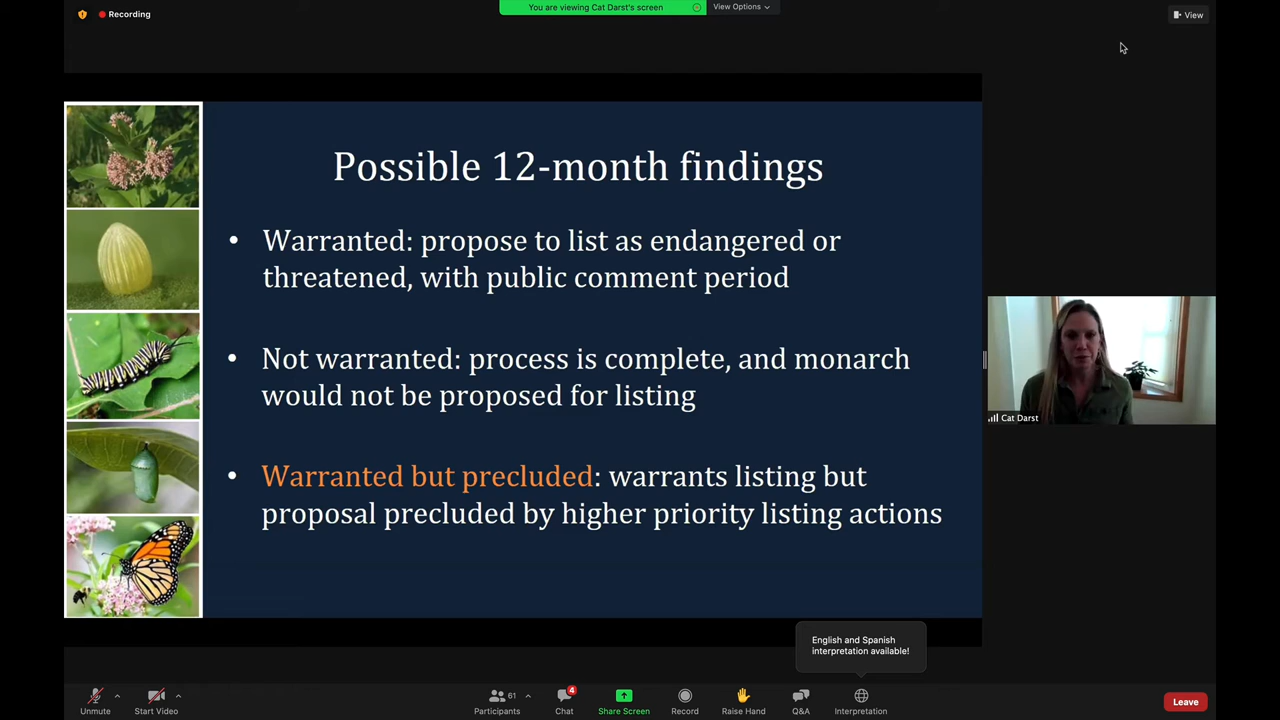 Recording
You are viewing Cat Darst's screen
View Options
View
Possible 12-month findings
• Warranted: propose to list as endangered or
threatened, with public comment period
• Not warranted: process is complete, and monarch
would not be proposed for listing
• Warranted but precluded: warrants listing but
proposal precluded by higher priority listing actions
Cat Darst
English and Spanish
interpretation available!
Unmute
Start Video
61
Participants
4
Chat
Share Screen
Record
Raise Hand
Q&A
Interpretation
Leave